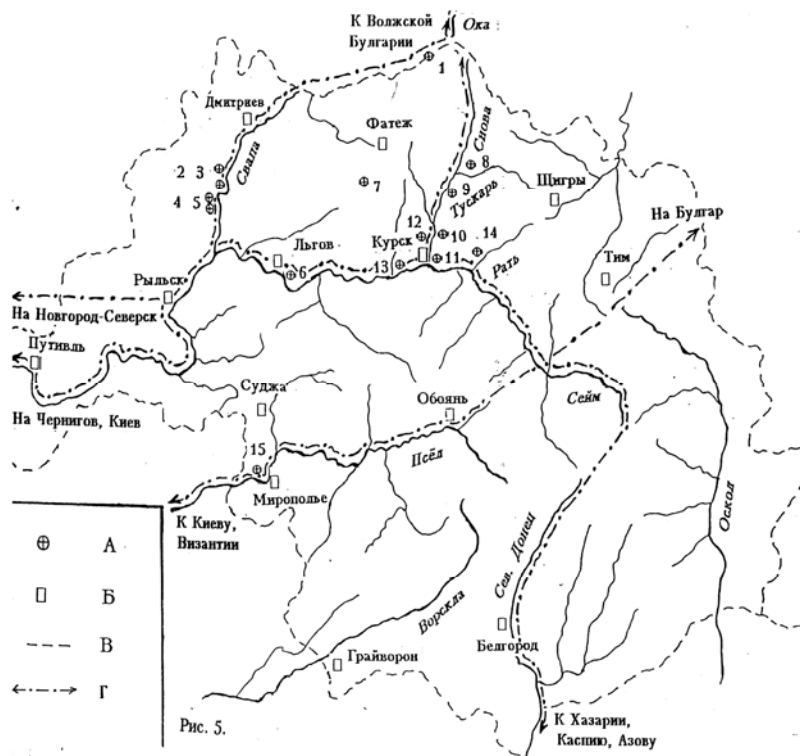 К Волжской
Булгарии
Ока
1
Дмитриев
Фатеж
Снова
2
3
Свапа
8
4
5
7
9
Тускарь
Щигры
На Булгар
12
10
14
Льгов
Курск
6
13
11
Рать
Тим
Рыльск
На Новгород-Северск
Путивль
Суджа
Обоянь
Сейм
На Чернигов, Киев
15
Псёл
Мирополье
Оскол
К Киеву,
Византии
Сев. Донец
А
Б
Ворскла
Белгород
В
Грайворон
Г
Рис. 5.
К Хазарии,
Каспию, Азову